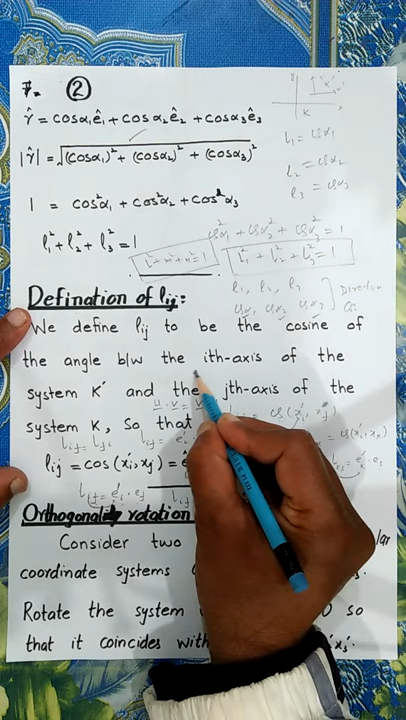 7. ②
r̂ = cosα₁ê₁ + cosα₂ê₂ + cosα₃ê₃
|r̂| = √(cosα₁)² + (cosα₂)² + (cosα₃)²
1 = cos²α₁ + cos²α₂ + cos²α₃
l₁² + l₂² + l₃² = 1
K'
K
l₁ = cosα₁
l₂ = cosα₂
l₃ = cosα₃
cos²α₁ + cos²α₂ + cos²α₃ = 1
l² + m² + n² = 1
l₁² + l₂² + l₃² = 1
l₁, l₂, l₃
cosα₁ cosα₂ cosα₃
Defination of lij:
We define lij to be the cosine of
the angle b/w the ith-axis of the
system K' and the jth-axis of the
system K, So that
lij = cos(x'i, xj) =
Orthogonal rotation
Consider two
coordinate systems
Rotate the system so
that it coincides with